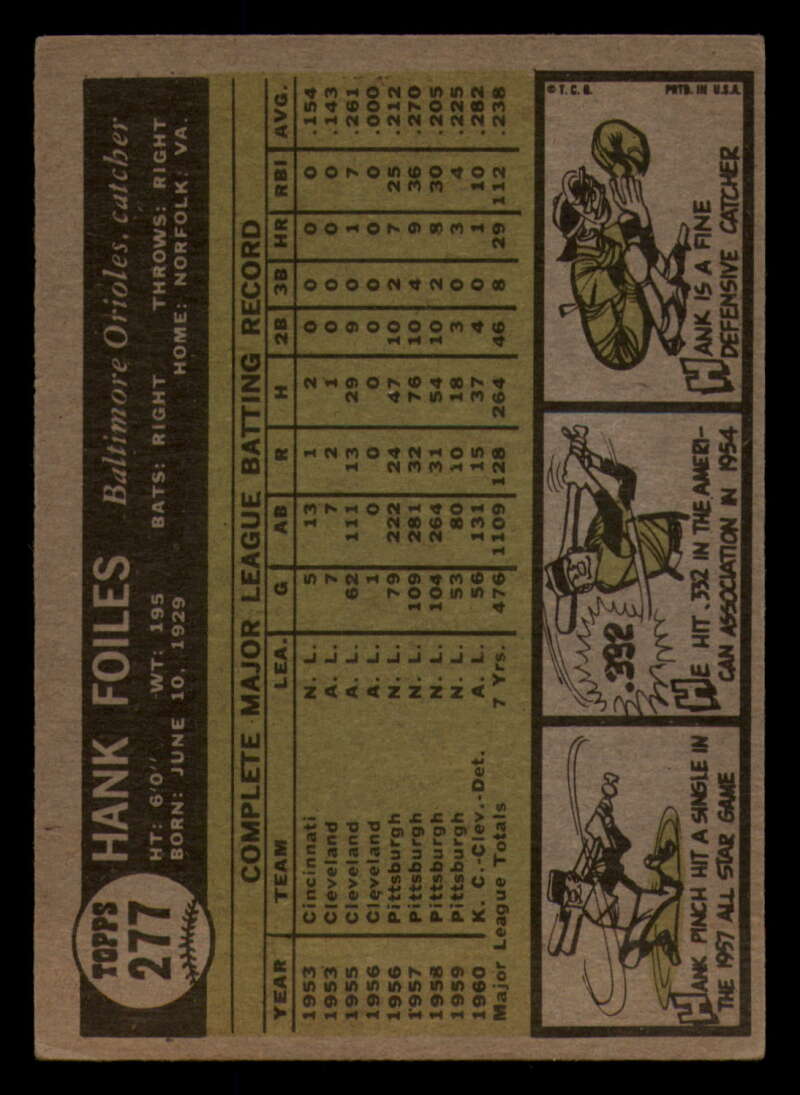 TOPPS
277
HANK FOILES Baltimore Orioles, catcher
HT: 6'0" WT: 195 BATS: RIGHT THROWS: RIGHT
BORN: JUNE 10, 1929 HOME: NORFOLK, VA.
COMPLETE MAJOR LEAGUE BATTING RECORD
YEAR TEAM LEA. G AB R H 2B 3B HR RBI AVG.
1953 Cincinnati N. L. 5 13 1 2 0 0 0 0 .154
1953 Cleveland A. L. 7 7 2 1 0 0 0 0 .143
1955 Cleveland A. L. 62 111 13 29 9 0 1 7 .261
1956 Cleveland A. L. 1 0 0 0 0 0 0 0 .000
1956 Pittsburgh N. L. 79 222 24 47 10 2 7 25 .212
1957 Pittsburgh N. L. 109 281 32 76 10 4 9 36 .270
1958 Pittsburgh N. L. 104 264 31 54 10 2 8 30 .205
1959 Pittsburgh N. L. 53 80 10 18 3 0 3 4 .225
1960 K. C.-Clev.-Det. A. L. 56 131 15 37 4 0 1 10 .282
Major League Totals 7 Yrs. 476 1109 128 264 46 8 29 112 .238
HANK PINCH HIT A SINGLE IN
THE 1957 ALL STAR GAME
.392
HE HIT .332 IN THE AMERI-
CAN ASSOCIATION IN 1954
© T. C. G. PRTD. IN U.S.A.
HANK IS A FINE
DEFENSIVE CATCHER